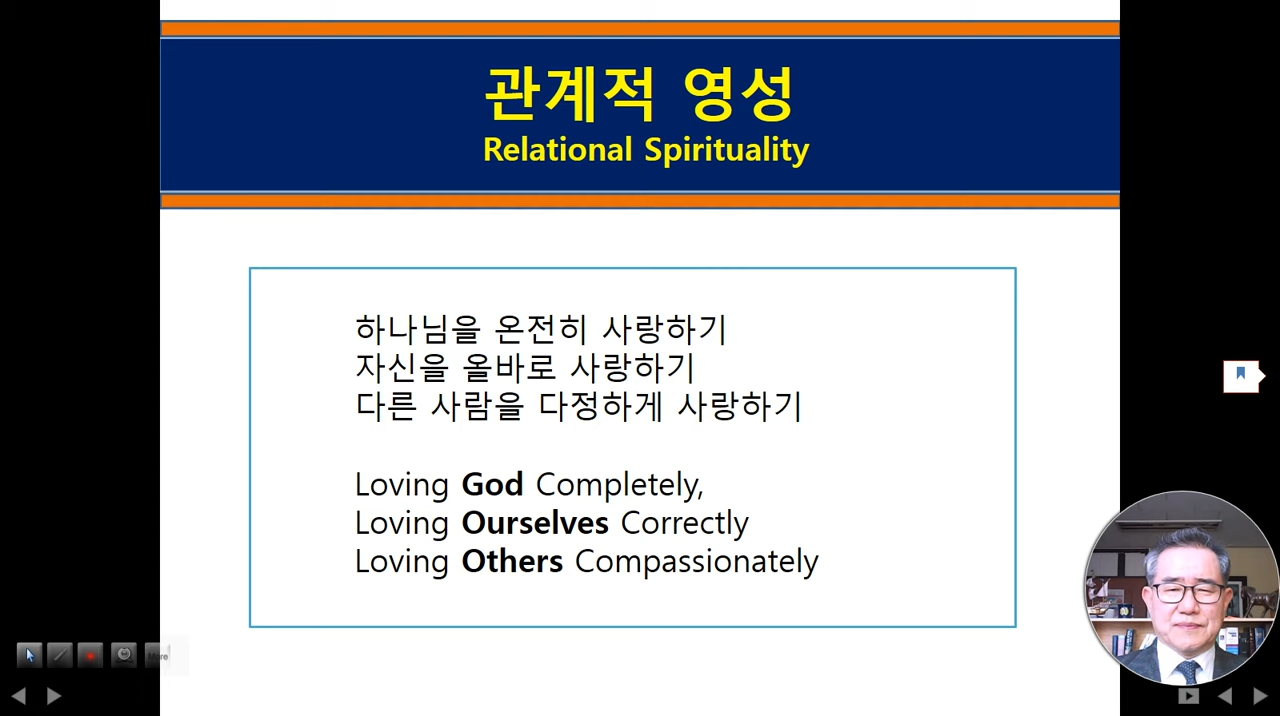 관계적 영성
Relational Spirituality
하나님을 온전히 사랑하기
자신을 올바로 사랑하기
다른 사람을 다정하게 사랑하기
Loving God Completely,
Loving Ourselves Correctly
Loving Others Compassionately
More